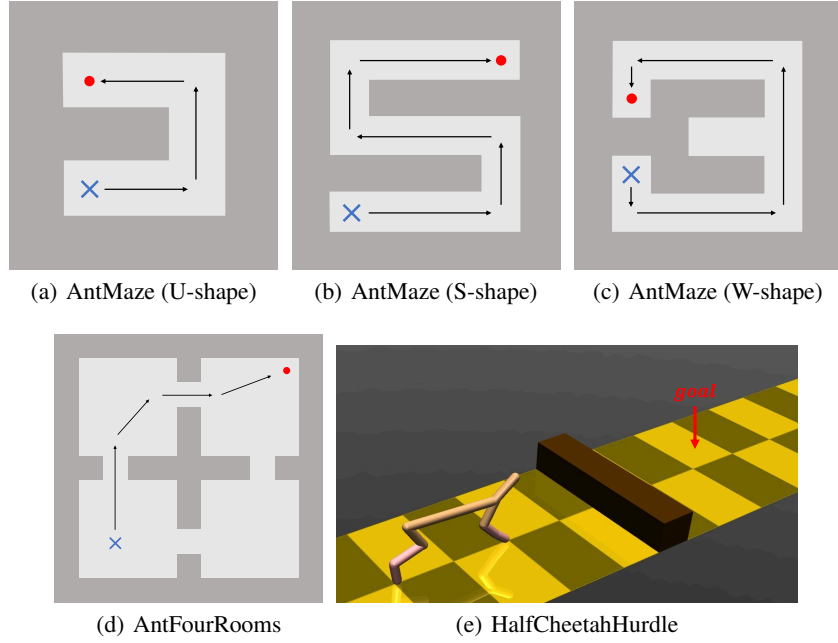 (a) AntMaze (U-shape)
(b) AntMaze (S-shape)
(c) AntMaze (W-shape)
goal
(d) AntFourRooms
(e) HalfCheetahHurdle